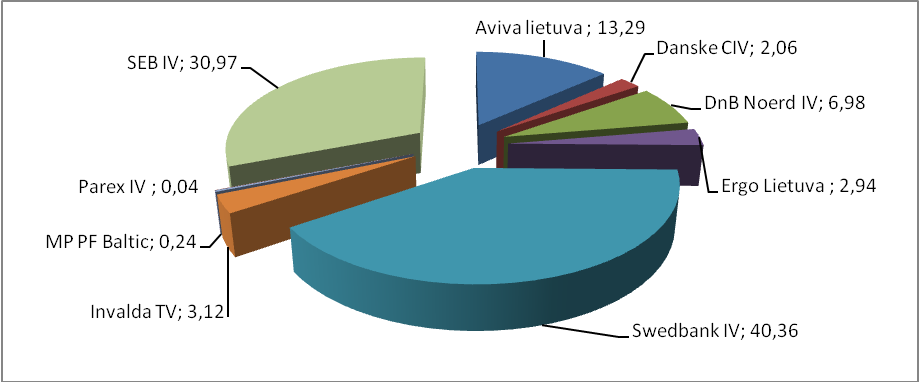 Aviva lietuva ; 13,29
Danske CIV; 2,06
DnB Noerd IV; 6,98
Ergo Lietuva ; 2,94
Swedbank IV; 40,36
Invalda TV; 3,12
MP PF Baltic; 0,24
Parex IV ; 0,04
SEB IV; 30,97